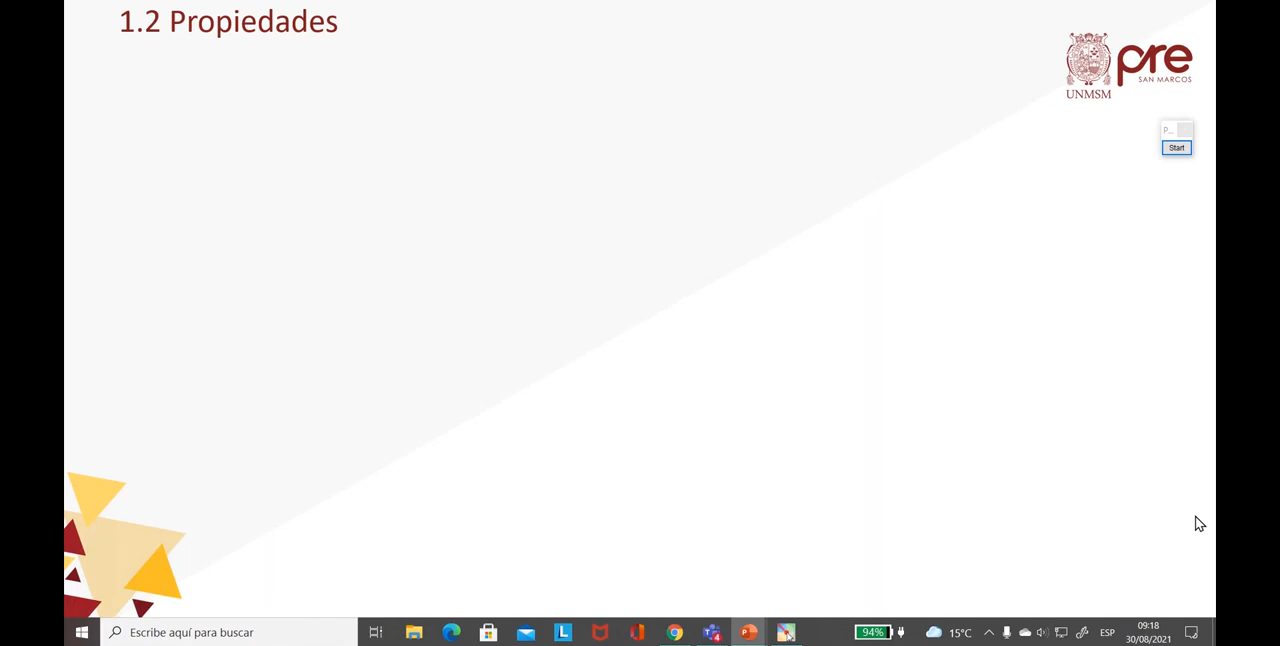 1.2 Propiedades
pre
SAN MARCOS
UNMSM
P...
Start
Escribe aquí para buscar
L
4
P
94%
15°C
ESP
09:18
30/08/2021